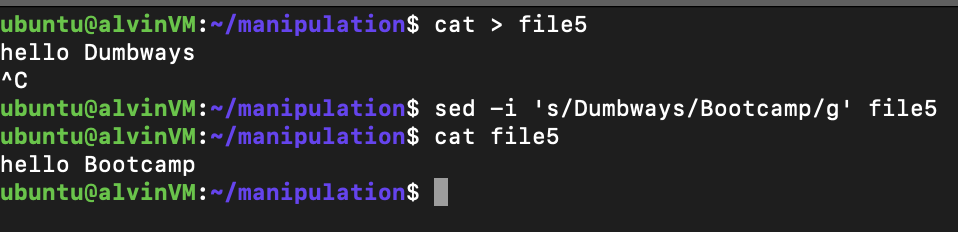 ubuntu@alvinVM:~/manipulation$ cat > file5
hello Dumbways
^C
ubuntu@alvinVM:~/manipulation$ sed -i 's/Dumbways/Bootcamp/g' file5
ubuntu@alvinVM:~/manipulation$ cat file5
hello Bootcamp
ubuntu@alvinVM:~/manipulation$